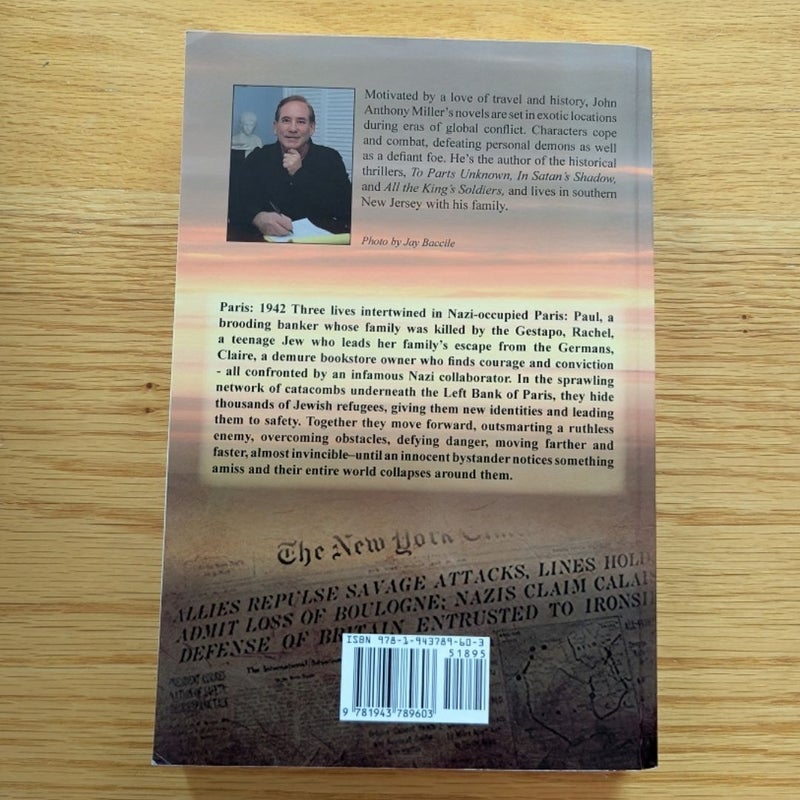 Motivated by a love of travel and history, John
Anthony Miller's novels are set in exotic locations
during eras of global conflict. Characters cope
and combat, defeating personal demons as well
as a defiant foe. He's the author of the historical
thrillers, To Parts Unknown, In Satan's Shadow,
and All the King's Soldiers, and lives in southern
New Jersey with his family.
Photo by Jay Baccile
Paris: 1942 Three lives intertwined in Nazi-occupied Paris: Paul, a
brooding banker whose family was killed by the Gestapo, Rachel,
a teenage Jew who leads her family's escape from the Germans,
Claire, a demure bookstore owner who finds courage and conviction
- all confronted by an infamous Nazi collaborator. In the sprawling
network of catacombs underneath the Left Bank of Paris, they hide
thousands of Jewish refugees, giving them new identities and leading
them to safety. Together they move forward, outsmarting a ruthless
enemy, overcoming obstacles, defying danger, moving farther and
faster, almost invincible–until an innocent bystander notices something
amiss and their entire world collapses around them.
The New York
ALLIES REPULSE SAVAGE ATTACKS, LINES HOLD
ADMIT LOSS OF BOULOGNE; NAZIS CLAIM CALAIS
DEFENSE OF BRITAIN ENTRUSTED TO IRONSI
The International
ISBN 978-1-943789-60-3
51895
9 781943 789603